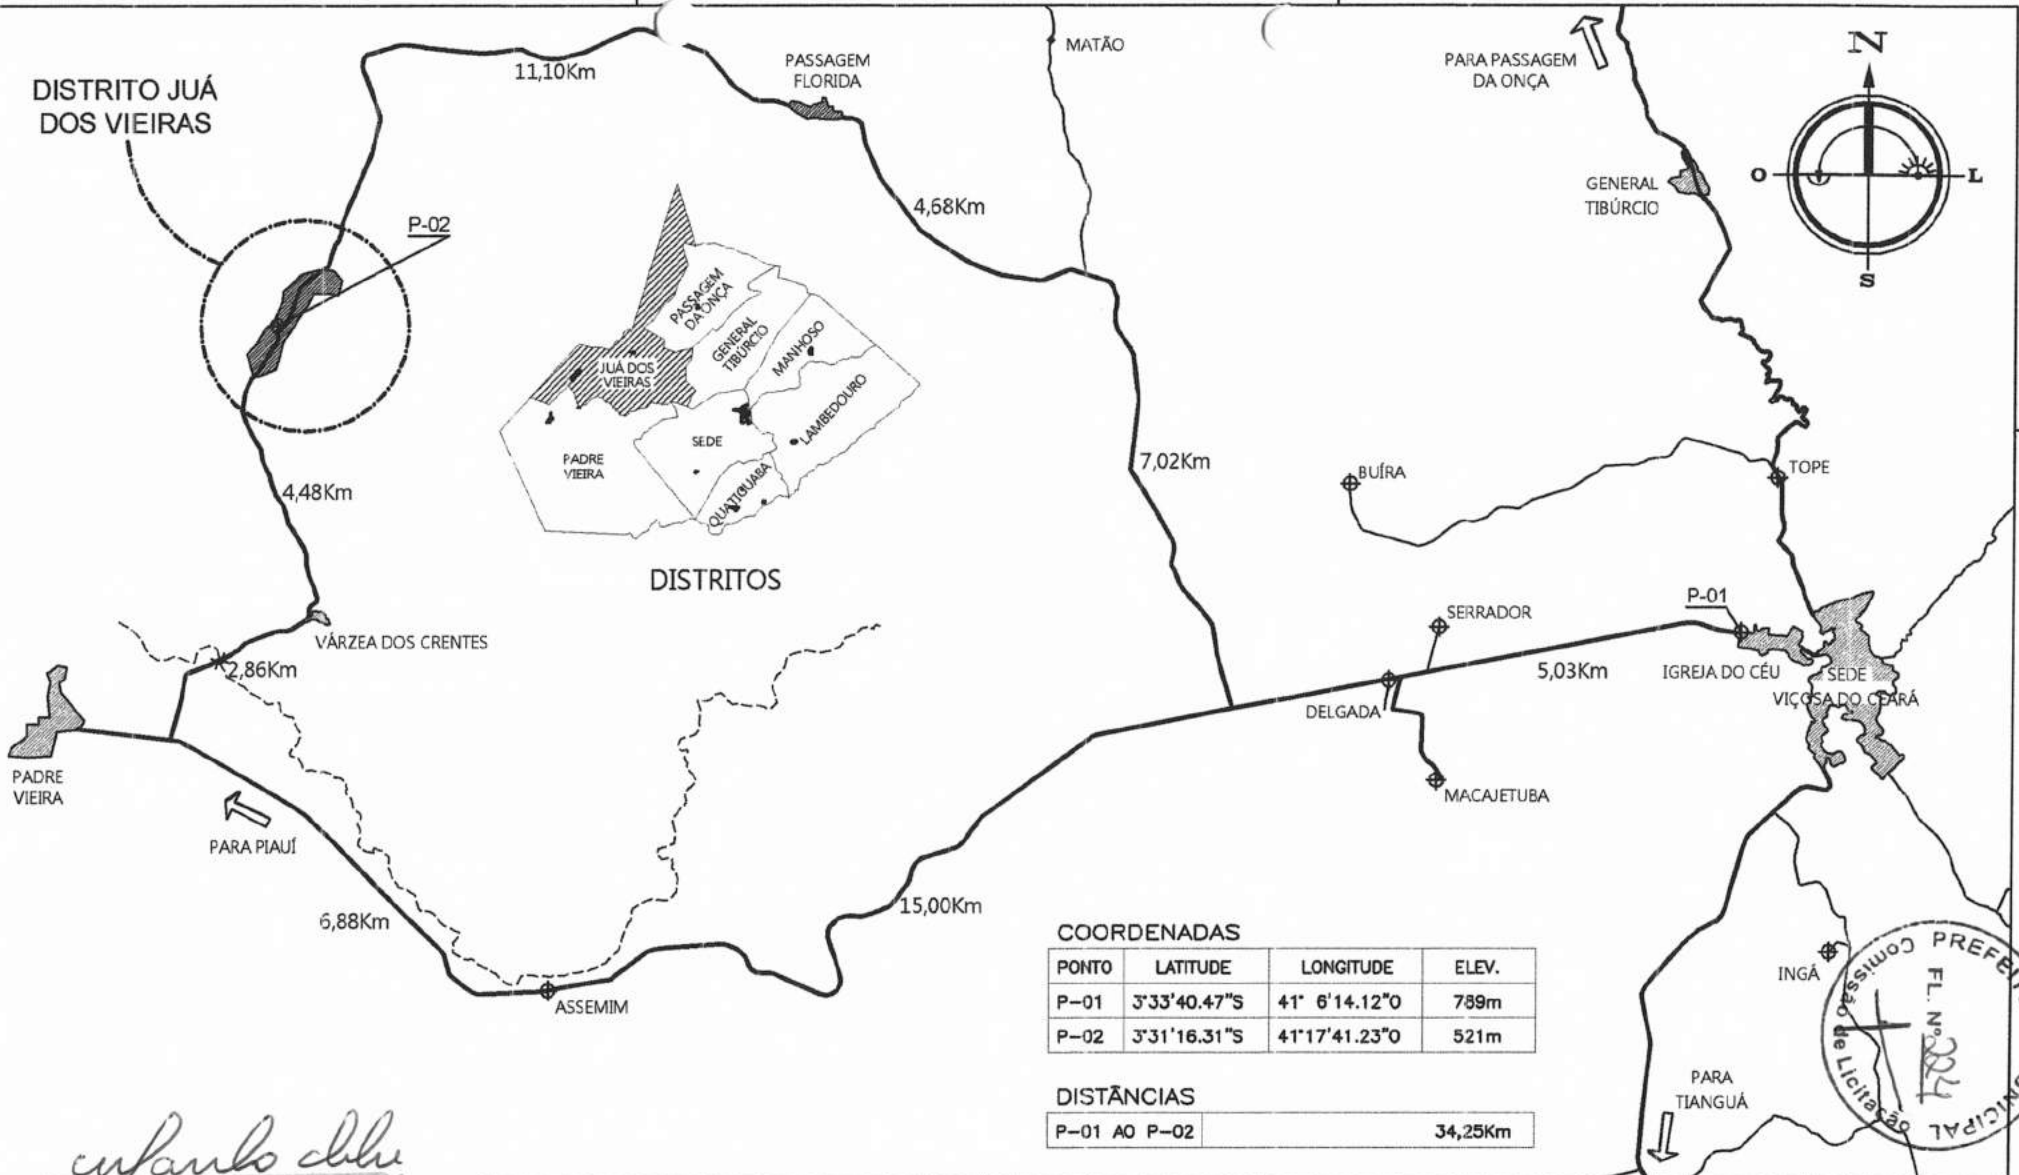 DISTRITO JUÁ
DOS VIEIRAS
11,10Km
PASSAGEM
FLORIDA
MATÃO
PARA PASSAGEM
DA ONÇA
N
O
L
S
GENERAL
TIBÚRCIO
P-02
4,68Km
PASSAGEM
DA ONÇA
GENERAL
TIBÚRCIO
MANHOSO
JUÁ DOS
VIEIRAS
LAMBEDOURO
SEDE
PADRE
VIEIRA
QUATIGUABA
DISTRITOS
4,48Km
7,02Km
BUÍRA
TOPE
P-01
SERRADOR
VÁRZEA DOS CRENTES
2,86Km
5,03Km
IGREJA DO CÉU
SEDE
VIÇOSA DO CEARÁ
DELGADA
MACAJETUBA
PADRE
VIEIRA
PARA PIAUÍ
6,88Km
15,00Km
ASSEMIM
INGÁ
COORDENADAS
PONTO LATITUDE LONGITUDE ELEV.
P-01 3°33'40.47"S 41° 6'14.12"O 789m
P-02 3°31'16.31"S 41°17'41.23"O 521m
DISTÂNCIAS
P-01 AO P-02 34,25Km
PARA
TIANGUÁ
Comissão de Licitação
FL. Nº